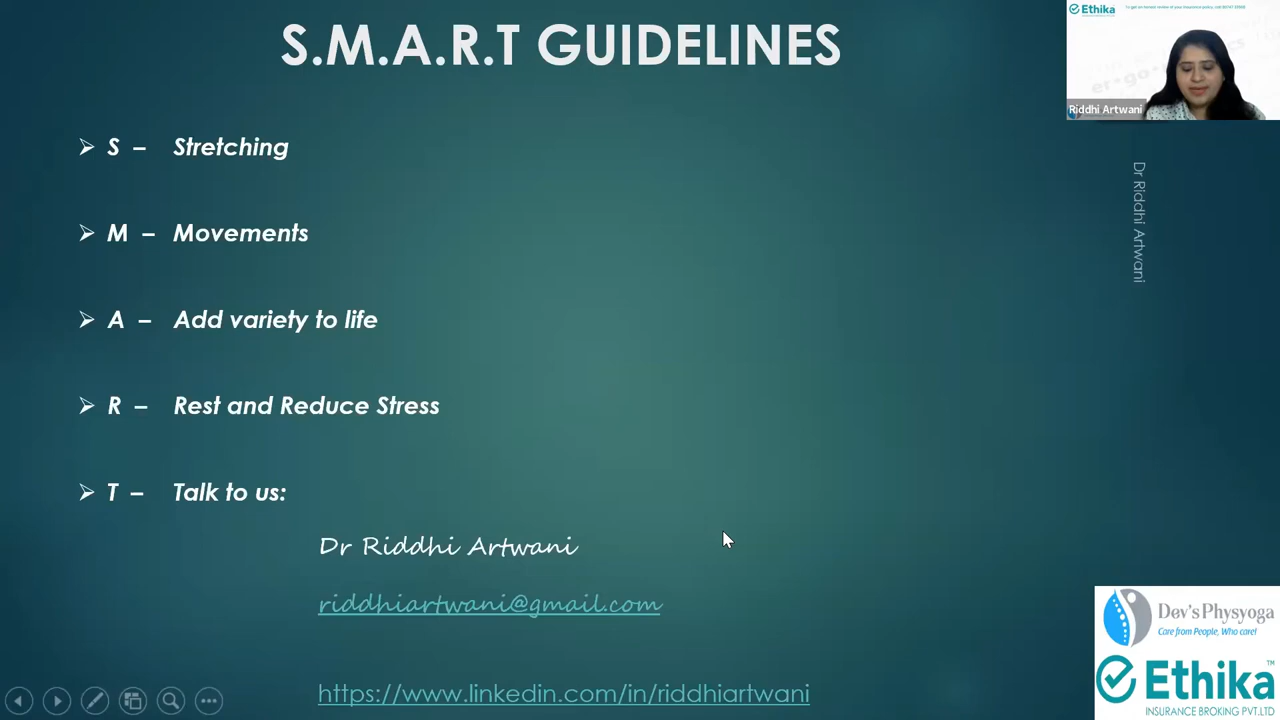 S.M.A.R.T GUIDELINES
S – Stretching
M – Movements
A – Add variety to life
R – Rest and Reduce Stress
T – Talk to us:
Dr Riddhi Artwani
riddhiartwani@gmail.com
https://www.linkedin.com/in/riddhiartwani
Ethika
Riddhi Artwani
Dr Riddhi Artwani
Dev's Physyoga
Care from People, Who care!
Ethika™
INSURANCE BROKING PVT.LTD